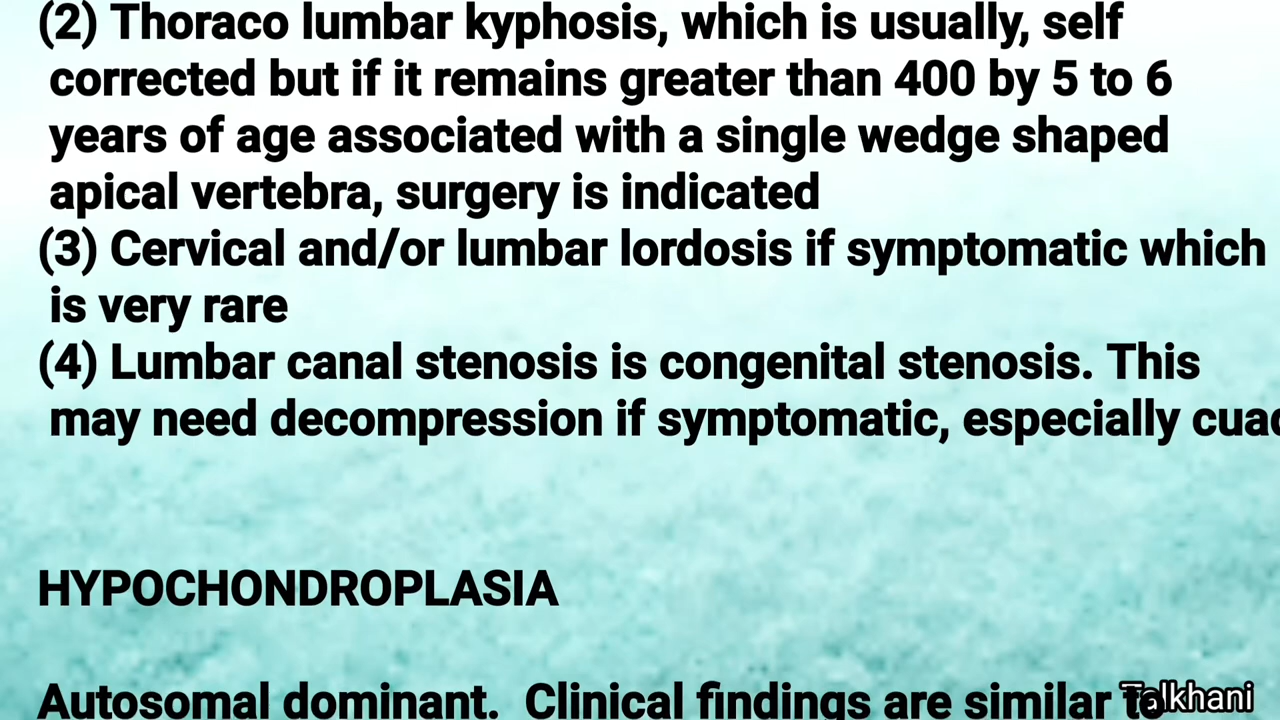 (2) Thoraco lumbar kyphosis, which is usually, self
corrected but if it remains greater than 400 by 5 to 6
years of age associated with a single wedge shaped
apical vertebra, surgery is indicated
(3) Cervical and/or lumbar lordosis if symptomatic which
is very rare
(4) Lumbar canal stenosis is congenital stenosis. This
may need decompression if symptomatic, especially
HYPOCHONDROPLASIA
Autosomal dominant. Clinical findings are similar to
Talkhani